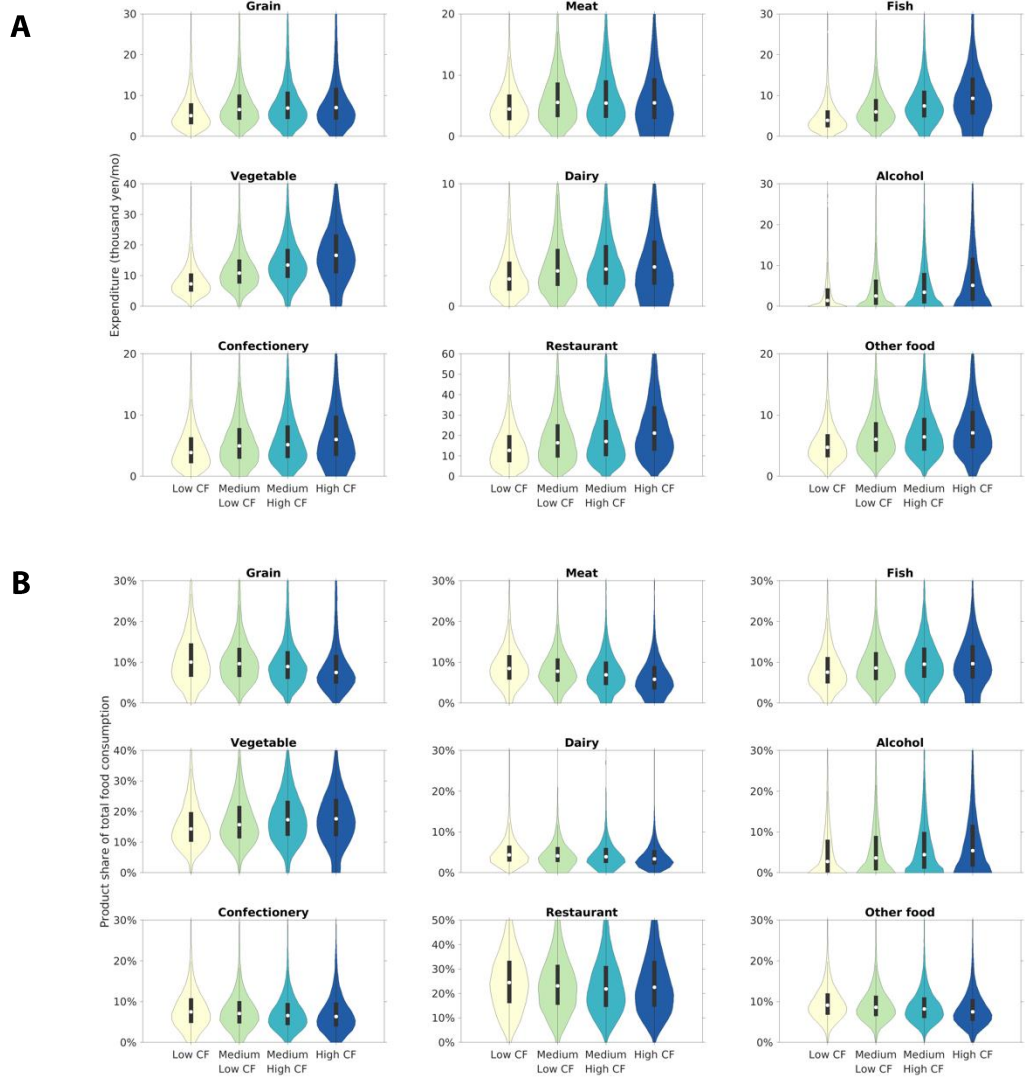 A
Grain
Meat
Fish
30
20
10
0
20
10
0
30
20
10
0
Expenditure (thousand yen/mo)
Vegetable
Dairy
Alcohol
40
30
20
10
0
10
0
30
20
10
0
Confectionery
Restaurant
Other food
20
10
0
60
50
40
30
20
10
0
20
10
0
Low CF Medium Low CF Medium High CF High CF
Low CF Medium Low CF Medium High CF High CF
Low CF Medium Low CF Medium High CF High CF
B
Grain
Meat
Fish
30%
20%
10%
0%
30%
20%
10%
0%
30%
20%
10%
0%
Product share of total food consumption
Vegetable
Dairy
Alcohol
40%
30%
20%
10%
0%
30%
20%
10%
0%
30%
20%
10%
0%
Confectionery
Restaurant
Other food
30%
20%
10%
0%
50%
40%
30%
20%
10%
0%
30%
20%
10%
0%
Low CF Medium Low CF Medium High CF High CF
Low CF Medium Low CF Medium High CF High CF
Low CF Medium Low CF Medium High CF High CF